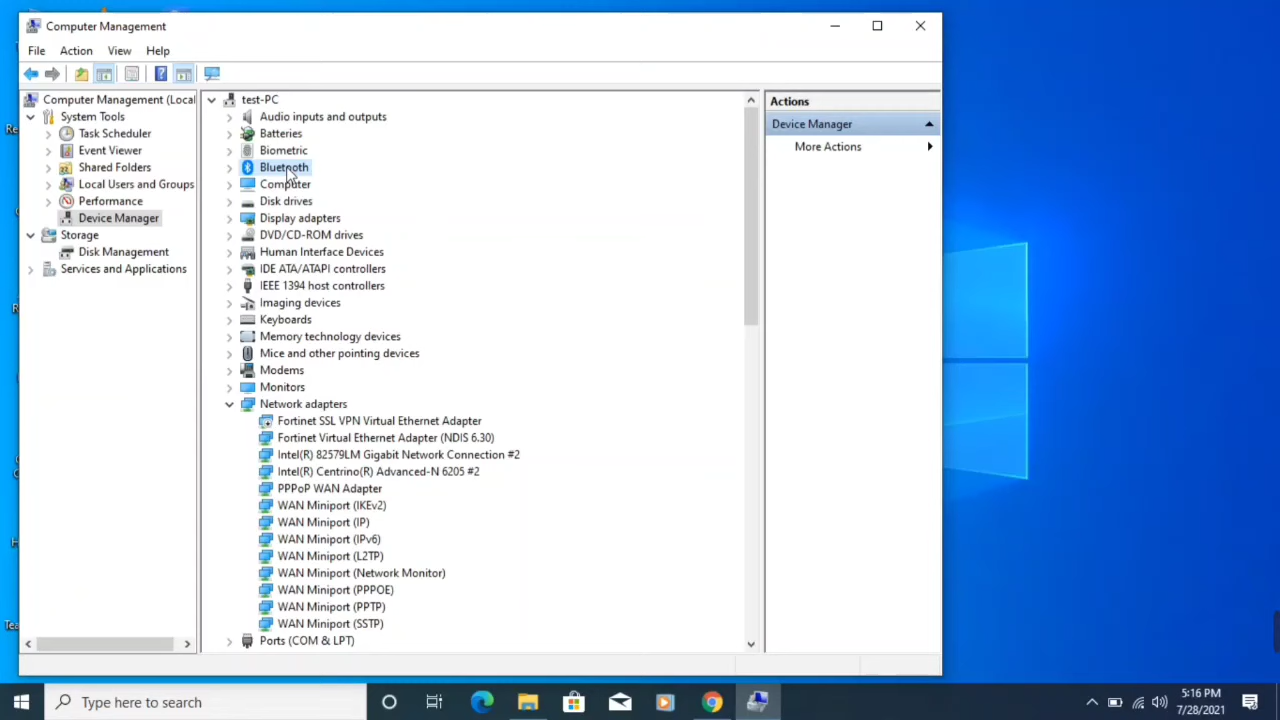 Computer Management
File Action View Help
Computer Management (Local
System Tools
Task Scheduler
Event Viewer
Shared Folders
Local Users and Groups
Performance
Device Manager
Storage
Disk Management
Services and Applications
test-PC
Audio inputs and outputs
Batteries
Biometric
Bluetooth
Computer
Disk drives
Display adapters
DVD/CD-ROM drives
Human Interface Devices
IDE ATA/ATAPI controllers
IEEE 1394 host controllers
Imaging devices
Keyboards
Memory technology devices
Mice and other pointing devices
Modems
Monitors
Network adapters
Fortinet SSL VPN Virtual Ethernet Adapter
Fortinet Virtual Ethernet Adapter (NDIS 6.30)
Intel(R) 82579LM Gigabit Network Connection #2
Intel(R) Centrino(R) Advanced-N 6205 #2
PPPoP WAN Adapter
WAN Miniport (IKEv2)
WAN Miniport (IP)
WAN Miniport (IPv6)
WAN Miniport (L2TP)
WAN Miniport (Network Monitor)
WAN Miniport (PPPOE)
WAN Miniport (PPTP)
WAN Miniport (SSTP)
Ports (COM & LPT)
Actions
Device Manager
More Actions
Type here to search
5:16 PM
7/28/2021